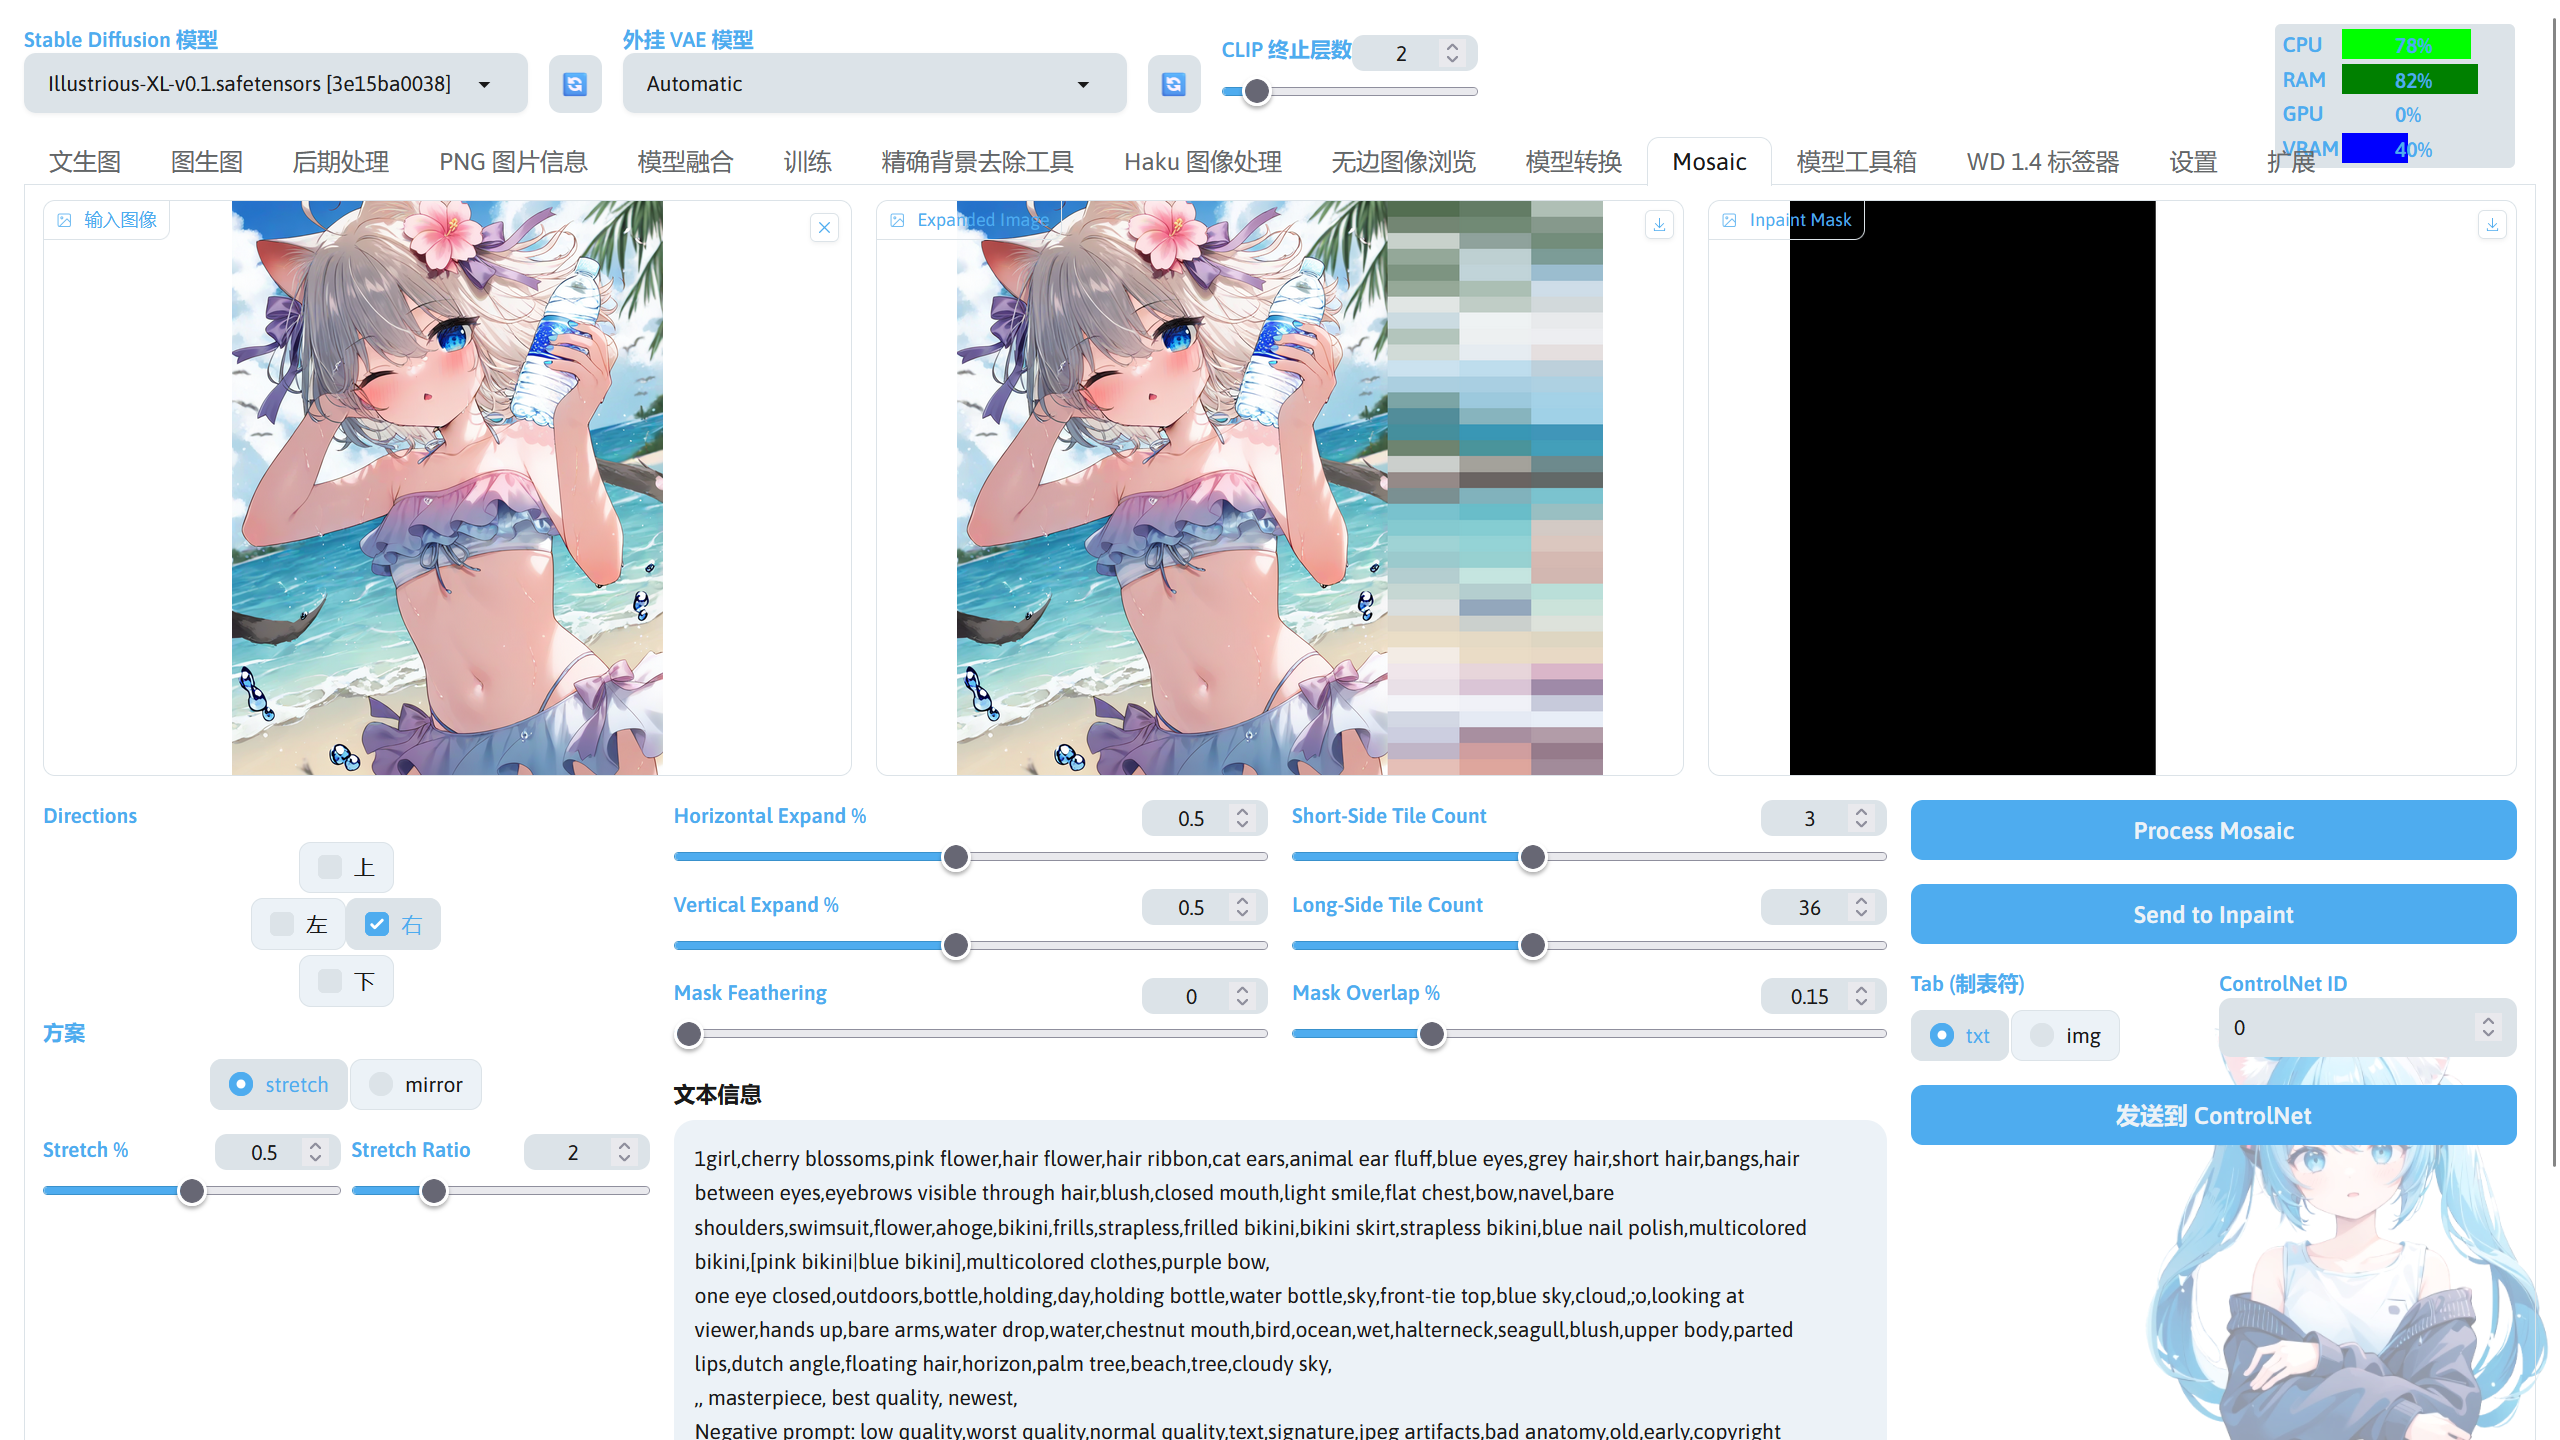 Stable Diffusion 模型
外挂 VAE 模型
CLIP 终止层数
2
CPU
78%
Illustrious-XL-v0.1.safetensors [3e15ba0038]
Automatic
RAM
82%
GPU
0%
VRAM
40%
文生图
图生图
后期处理
PNG 图片信息
模型融合
训练
精确背景去除工具
Haku 图像处理
无边图像浏览
模型转换
Mosaic
模型工具箱
WD 1.4 标签器
设置
扩展
输入图像
Expanded Image
Inpaint Mask
Directions
上
左
右
下
方案
stretch
mirror
Stretch %
0.5
Stretch Ratio
2
Horizontal Expand %
0.5
Short-Side Tile Count
3
Vertical Expand %
0.5
Long-Side Tile Count
36
Mask Feathering
0
Mask Overlap %
0.15
文本信息
1girl,cherry blossoms,pink flower,hair flower,hair ribbon,cat ears,animal ear fluff,blue eyes,grey hair,short hair,bangs,hair
between eyes,eyebrows visible through hair,blush,closed mouth,light smile,flat chest,bow,navel,bare
shoulders,swimsuit,flower,ahoge,bikini,frills,strapless,frilled bikini,bikini skirt,strapless bikini,blue nail polish,multicolored
bikini,[pink bikini|blue bikini],multicolored clothes,purple bow,
one eye closed,outdoors,bottle,holding,day,holding bottle,water bottle,sky,front-tie top,blue sky,cloud,;o,looking at
viewer,hands up,bare arms,water drop,water,chestnut mouth,bird,ocean,wet,halterneck,seagull,blush,upper body,parted
lips,dutch angle,floating hair,horizon,palm tree,beach,tree,cloudy sky,
,, masterpiece, best quality, newest,
Negative prompt: low quality,worst quality,normal quality,text,signature,jpeg artifacts,bad anatomy,old,early,copyright
Process Mosaic
Send to Inpaint
Tab (制表符)
txt
img
ControlNet ID
0
发送到 ControlNet